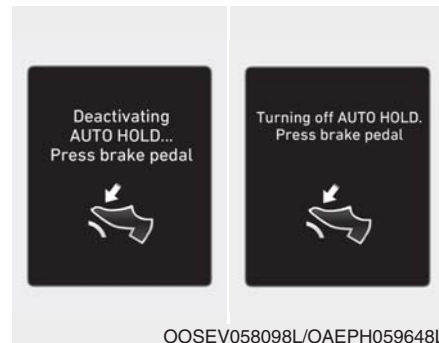 Deactivating
AUTO HOLD...
Press brake pedal
Turning off AUTO HOLD.
Press brake pedal
OOSEV058098L/OAEPH059648L